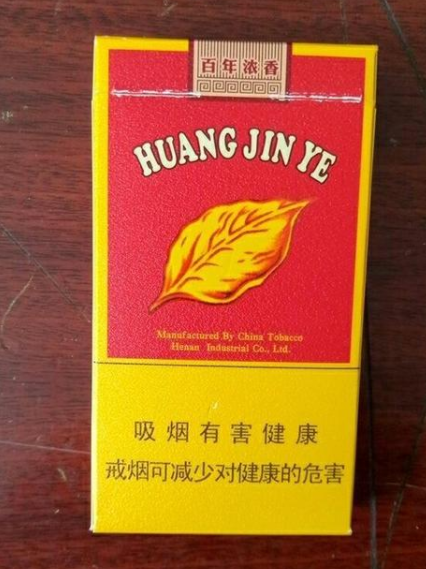 百年浓香
HUANG JIN YE
Manufactured By China Tobacco
Henan Industrial Co., Ltd.
吸烟有害健康
戒烟可减少对健康的危害